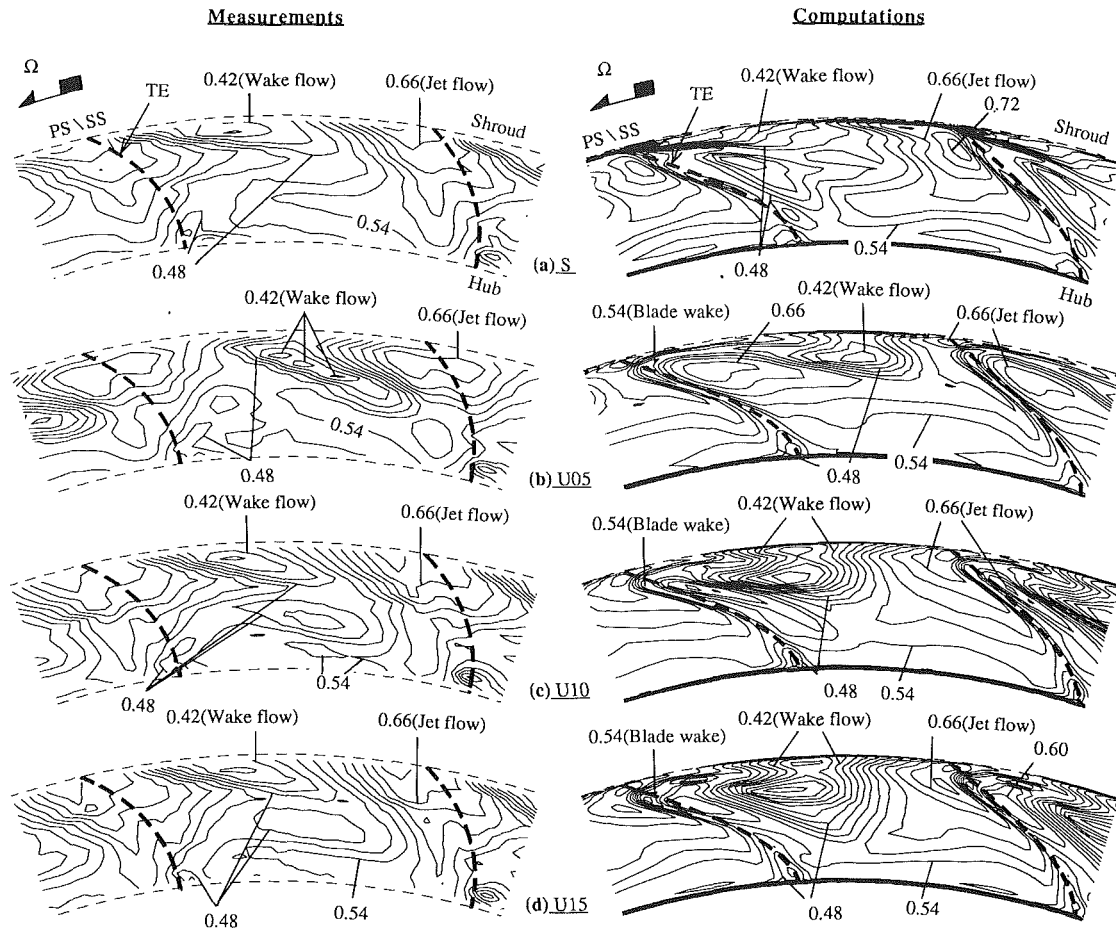 Measurements
Computations
Ω
TE
0.42(Wake flow)
0.66(Jet flow)
PS \ SS
Shroud
0.54
0.48
Hub
Ω
TE
0.42(Wake flow)
0.66(Jet flow)
0.72
PS \ SS
Shroud
0.54
0.48
Hub
(a) S
0.42(Wake flow)
0.66(Jet flow)
0.54
0.48
0.54(Blade wake)
0.66
0.42(Wake flow)
0.66(Jet flow)
0.48
0.54
(b) U05
0.42(Wake flow)
0.66(Jet flow)
0.48
0.54
0.54(Blade wake)
0.42(Wake flow)
0.66(Jet flow)
0.48
0.54
(c) U10
0.42(Wake flow)
0.66(Jet flow)
0.48
0.54
0.54(Blade wake)
0.42(Wake flow)
0.66(Jet flow)
0.60
0.48
0.54
(d) U15